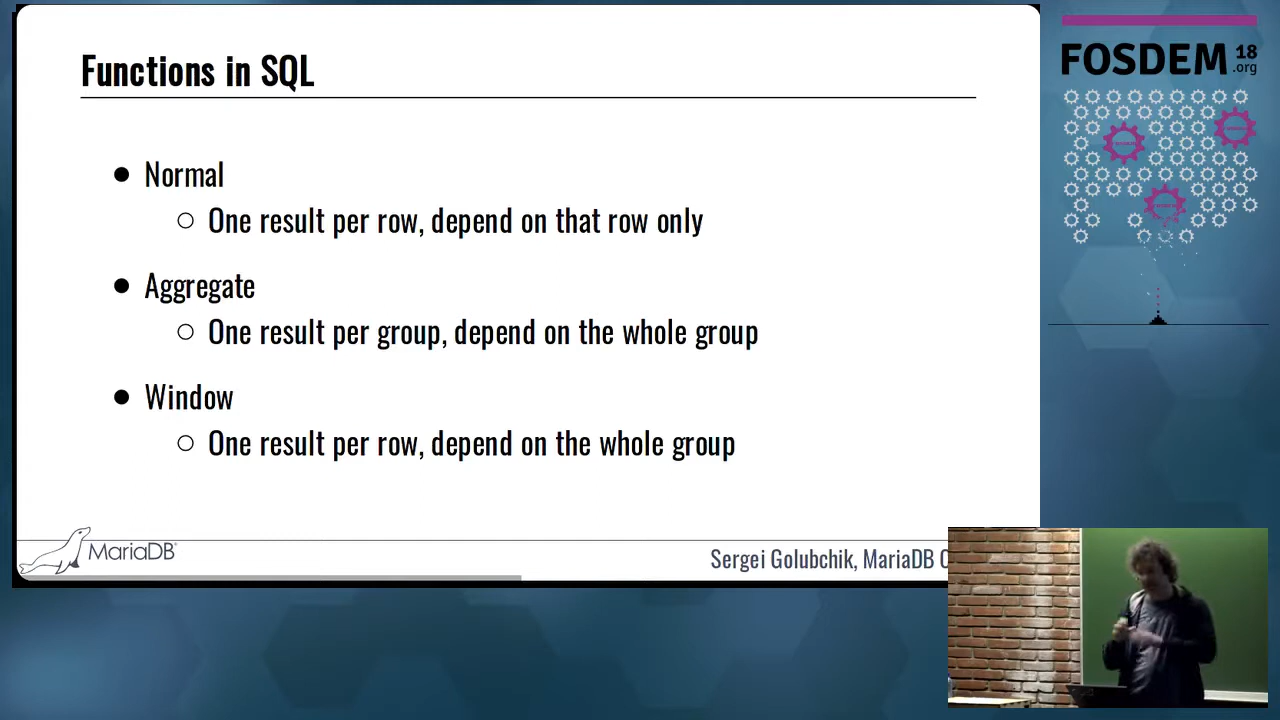 Functions in SQL
● Normal
○ One result per row, depend on that row only
● Aggregate
○ One result per group, depend on the whole group
● Window
○ One result per row, depend on the whole group
MariaDB
Sergei Golubchik, MariaDB
FOSDEM 18
.org